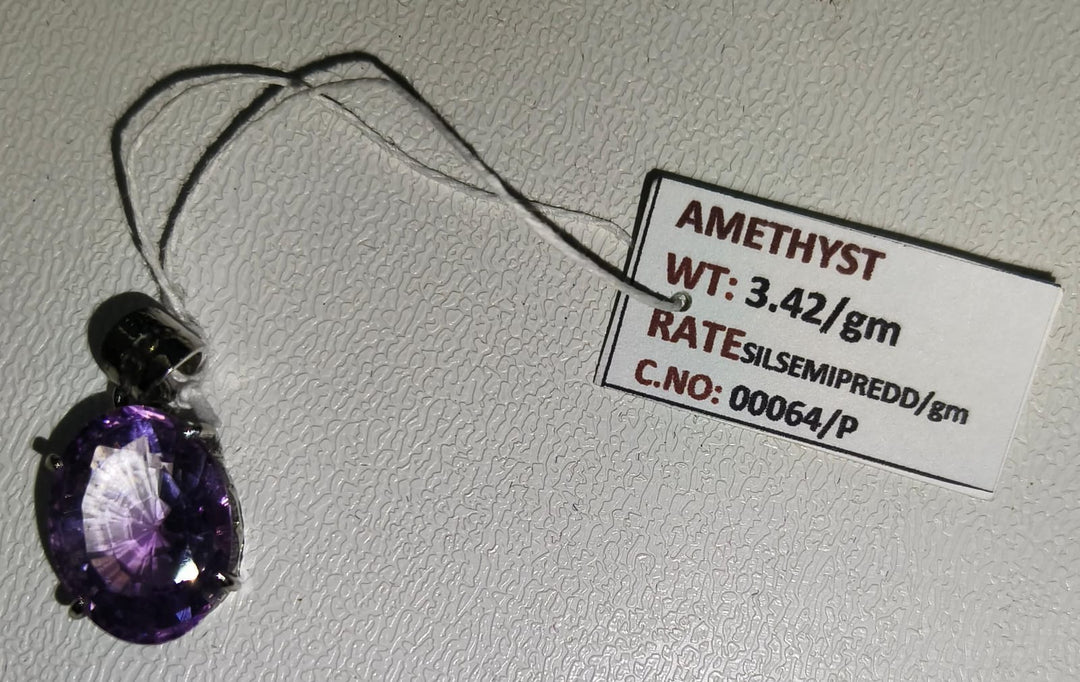 AMETHYST
WT: 3.42/gm
RATESILSEMIPREDD/gm
C.NO: 00064/P